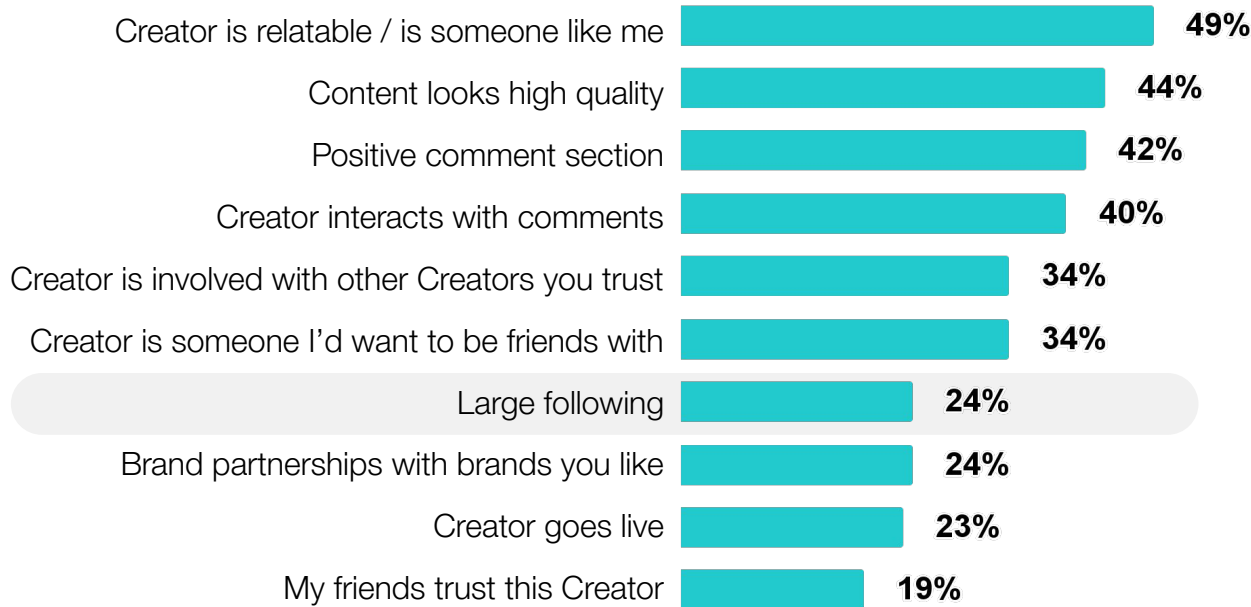 Creator is relatable / is someone like me 49%
Content looks high quality 44%
Positive comment section 42%
Creator interacts with comments 40%
Creator is involved with other Creators you trust 34%
Creator is someone I’d want to be friends with 34%
Large following 24%
Brand partnerships with brands you like 24%
Creator goes live 23%
My friends trust this Creator 19%